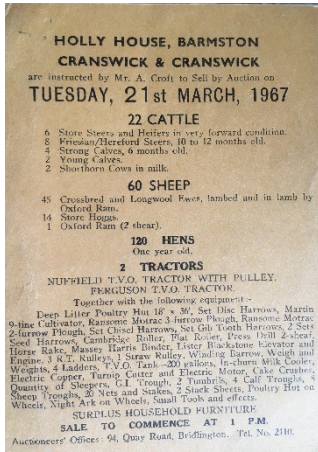 HOLLY HOUSE, BARMSTON
CRANSWICK & CRANSWICK
are instructed by Mr. A. Croft to Sell by Auction on
TUESDAY, 21st MARCH, 1967
22 CATTLE
6 Store Steers and Heifers in very forward condition.
8 Friesian/Hereford Steers, 10 to 12 months old.
4 Strong Calves, 6 months old.
2 Young Calves.
2 Shorthorn Cows in milk.
60 SHEEP
45 Crossbred and Longwool Ewes, lambed and in lamb by
Oxford Ram.
14 Store Hoggs.
1 Oxford Ram (2 shear).
120 HENS
One year old.
2 TRACTORS
NUFFIELD T.V.O. TRACTOR WITH PULLEY.
FERGUSON T.V.O. TRACTOR.
Together with the following equipment:-
Deep Litter Poultry Hut 18' x 36', Set Disc Harrows, Martin
9-tine Cultivator, Ransome Motrac 3-furrow Plough, Ransome Motrac
2-furrow Plough, Set Chisel Harrows, Set Gib Tooth Harrows, 2 Sets
Seed Harrows, Cambridge Roller, Flat Roller, Press Drill 2-shear,
Horse Rake, Massey Harris Binder, Lister Blackstone Elevator and
Engine, 3 R.T. Rulleys, 1 Straw Rulley, Winding Barrow, Weigh and
Weights, 4 Ladders, T.V.O. Tank-200 gallons, In-churn Milk Cooler,
Electric Copper, Turnip Cutter and Electric Motor, Cake Crusher,
Quantity of Sleepers, G.I. Trough, 2 Tumbrils, 4 Calf Troughs,
Sheep Troughs, 20 Nets and Stakes, 2 Stack Sheets, Poultry Hut on
Wheels, Night Ark on Wheels, Small Tools and effects.
SURPLUS HOUSEHOLD FURNITURE
SALE TO COMMENCE AT 1 P.M.
Auctioneers' Offices: 94, Quay Road, Bridlington. Tel. No. 2110.